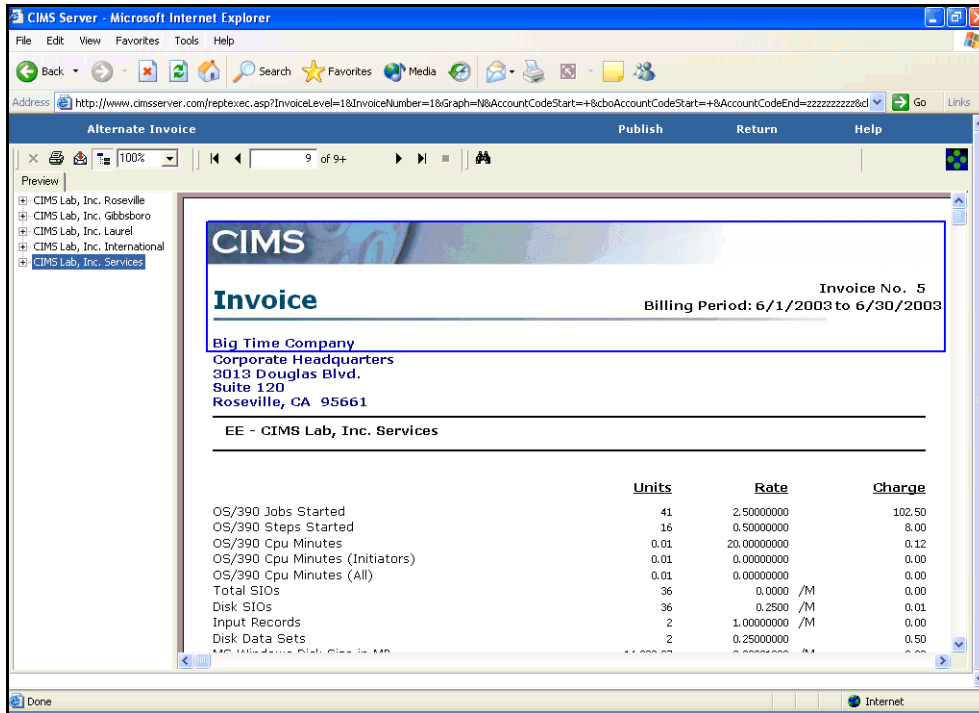 CIMS Server - Microsoft Internet Explorer
File Edit View Favorites Tools Help
Back Search Favorites Media
Address http://www.cimsserver.com/reptexec.asp?InvoiceLevel=1&InvoiceNumber=1&Graph=N&AccountCodeStart=+&cboAccountCodeStart=+&AccountCodeEnd=zzzzzzzzzz&cl Go Links
Alternate Invoice Publish Return Help
100% 9 of 9+
Preview
CIMS Lab, Inc. Roseville
CIMS Lab, Inc. Gibbsboro
CIMS Lab, Inc. Laurel
CIMS Lab, Inc. International
CIMS Lab, Inc. Services
CIMS
Invoice No. 5
Invoice
Billing Period: 6/1/2003 to 6/30/2003
Big Time Company
Corporate Headquarters
3013 Douglas Blvd.
Suite 120
Roseville, CA 95661
EE - CIMS Lab, Inc. Services
Units Rate Charge
OS/390 Jobs Started 41 2.50000000 102.50
OS/390 Steps Started 16 0.50000000 8.00
OS/390 Cpu Minutes 0.01 20.00000000 0.12
OS/390 Cpu Minutes (Initiators) 0.01 0.00000000 0.00
OS/390 Cpu Minutes (All) 0.01 0.00000000 0.00
Total SIOs 36 0.0000 /M 0.00
Disk SIOs 36 0.2500 /M 0.01
Input Records 2 1.00000000 /M 0.00
Disk Data Sets 2 0.25000000 0.50
MS Windows Disk Size in MB
Done Internet